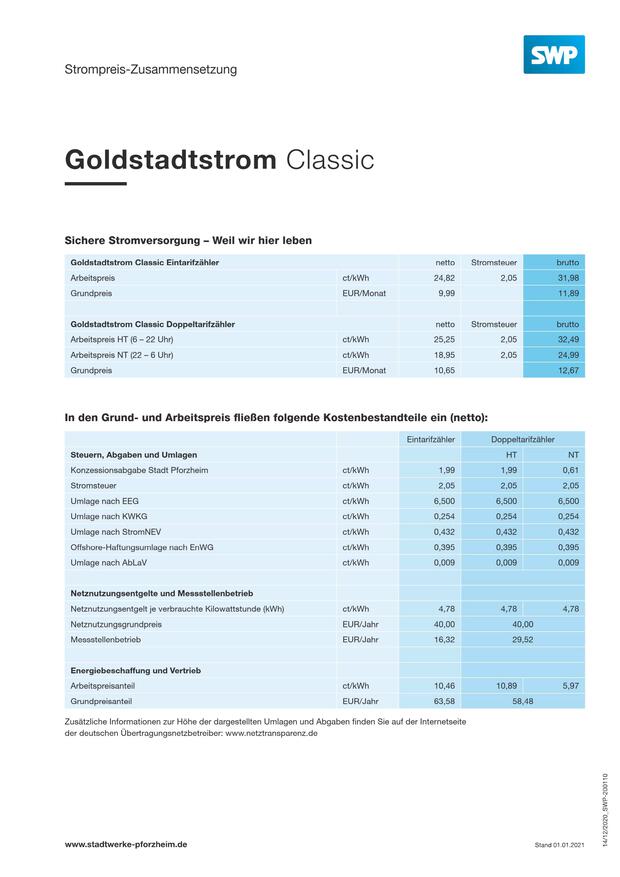 SWP
Strompreis-Zusammensetzung
Goldstadtstrom Classic
Sichere Stromversorgung – Weil wir hier leben
Goldstadtstrom Classic Eintarifzähler netto Stromsteuer brutto
Arbeitspreis ct/kWh 24,82 2,05 31,98
Grundpreis EUR/Monat 9,99 11,89
Goldstadtstrom Classic Doppeltarifzähler netto Stromsteuer brutto
Arbeitspreis HT (6 – 22 Uhr) ct/kWh 25,25 2,05 32,49
Arbeitspreis NT (22 – 6 Uhr) ct/kWh 18,95 2,05 24,99
Grundpreis EUR/Monat 10,65 12,67
In den Grund- und Arbeitspreis fließen folgende Kostenbestandteile ein (netto):
Eintarifzähler Doppeltarifzähler
Steuern, Abgaben und Umlagen HT NT
Konzessionsabgabe Stadt Pforzheim ct/kWh 1,99 1,99 0,61
Stromsteuer ct/kWh 2,05 2,05 2,05
Umlage nach EEG ct/kWh 6,500 6,500 6,500
Umlage nach KWKG ct/kWh 0,254 0,254 0,254
Umlage nach StromNEV ct/kWh 0,432 0,432 0,432
Offshore-Haftungsumlage nach EnWG ct/kWh 0,395 0,395 0,395
Umlage nach AbLaV ct/kWh 0,009 0,009 0,009
Netznutzungsentgelte und Messstellenbetrieb
Netznutzungsentgelt je verbrauchte Kilowattstunde (kWh) ct/kWh 4,78 4,78 4,78
Netznutzungsgrundpreis EUR/Jahr 40,00 40,00
Messstellenbetrieb EUR/Jahr 16,32 29,52
Energiebeschaffung und Vertrieb
Arbeitspreisanteil ct/kWh 10,46 10,89 5,97
Grundpreisanteil EUR/Jahr 63,58 58,48
Zusätzliche Informationen zur Höhe der dargestellten Umlagen und Abgaben finden Sie auf der Internetseite
der deutschen Übertragungsnetzbetreiber: www.netztransparenz.de
14/12/2020_SWP-200110
www.stadtwerke-pforzheim.de
Stand 01.01.2021